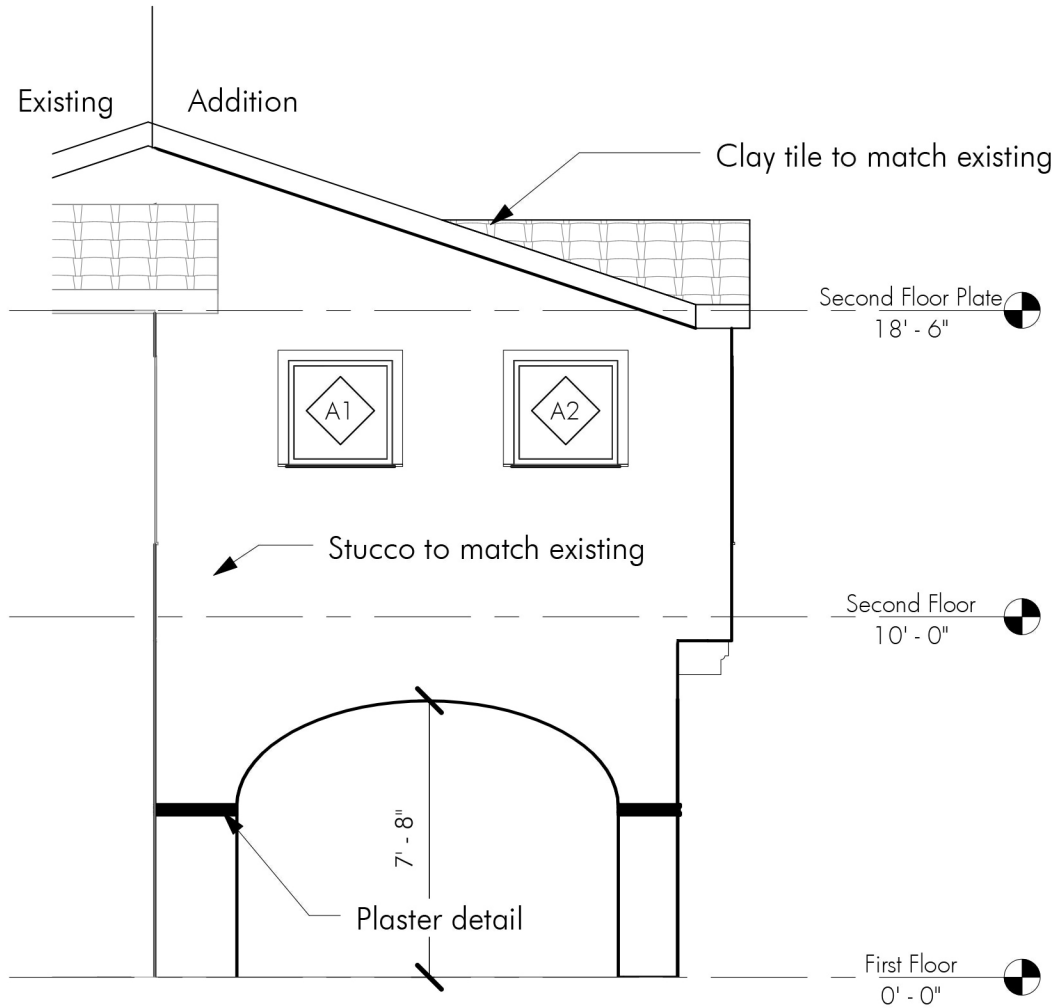 Existing
Addition
Clay tile to match existing
Second Floor Plate
18' - 6"
A1
A2
Stucco to match existing
Second Floor
10' - 0"
7' - 8"
Plaster detail
First Floor
0' - 0"